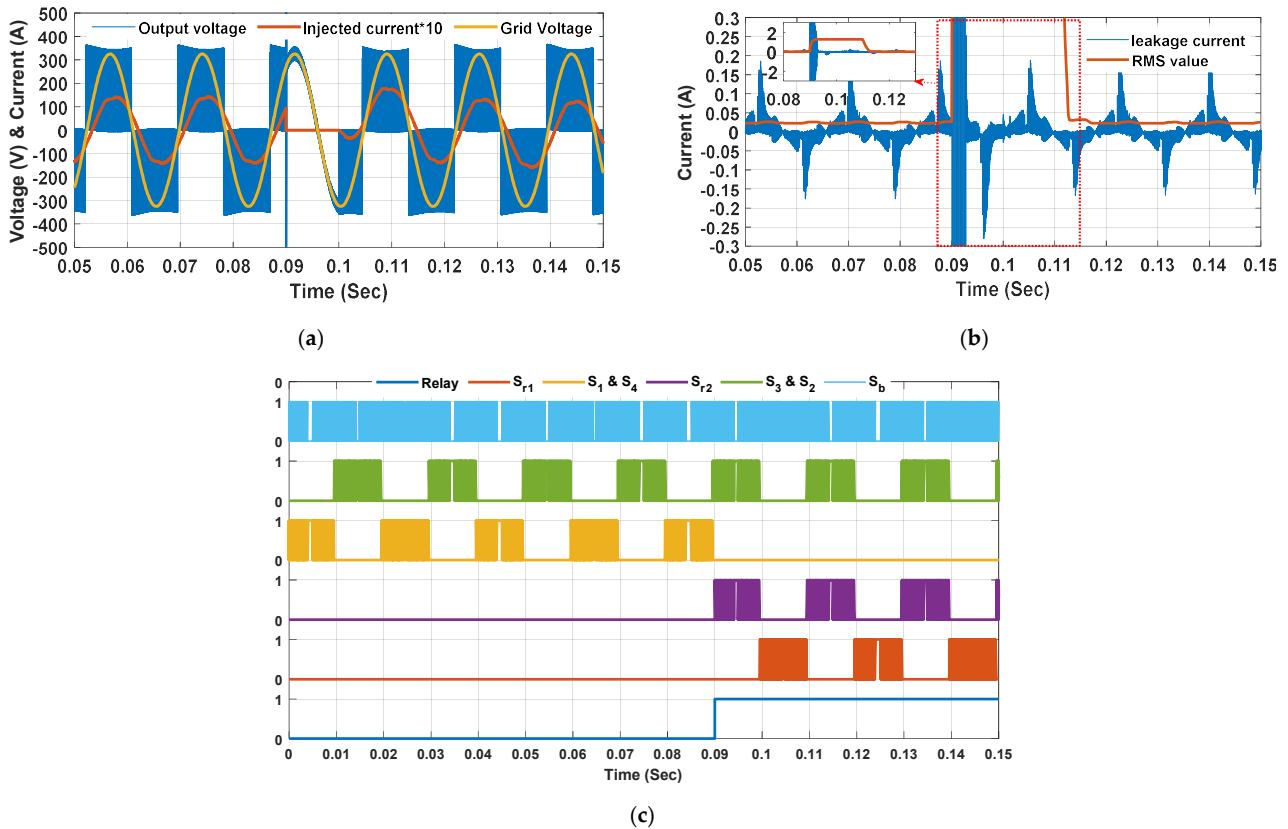 500
400
300
200
100
0
-100
-200
-300
-400
-500
Voltage (V) & Current (A)
Output voltage Injected current*10 Grid Voltage
0.05 0.06 0.07 0.08 0.09 0.1 0.11 0.12 0.13 0.14 0.15
Time (Sec)
(a)
0.3
0.25
0.2
0.15
0.1
0.05
0
-0.05
-0.1
-0.15
-0.2
-0.3
Current (A)
2
0
2
0.08 0.10 0.12
leakage current
RMS value
0.05 0.06 0.07 0.08 0.09 0.1 0.11 0.12 0.13 0.14 0.15
Time (Sec)
(b)
Relay Sr1 S1 & S4 Sr2 S3 & S2 Sb
0
1
0
1
0
1
0
1
0
1
0
1
0
0 0.01 0.02 0.03 0.04 0.05 0.06 0.07 0.08 0.09 0.1 0.11 0.12 0.13 0.14 0.15
Time (Sec)
(c)